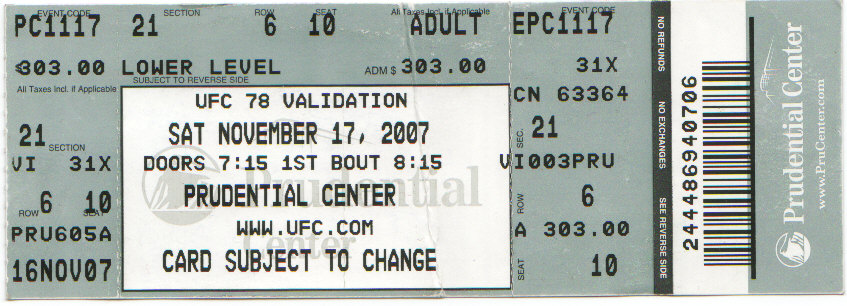 EVENT CODE SECTION ROW SEAT All Taxes Incl. if Applicable EVENT CODE
PC1117 21 6 10 ADULT EPC1117
$303.00 LOWER LEVEL ADM $ 303.00 31X
SUBJECT TO REVERSE SIDE
All Taxes Incl. if Applicable
UFC 78 VALIDATION
SAT NOVEMBER 17, 2007
DOORS 7:15 1ST BOUT 8:15
PRUDENTIAL CENTER
WWW.UFC.COM
CARD SUBJECT TO CHANGE
Prudential
Center
21 SECTION
VI 31X
6 10
ROW SEAT
PRU605A
16NOV07
CN 63364
SEC. 21
VI003PRU
ROW 6
A 303.00
SEAT 10
NO REFUNDS NO EXCHANGES SEE REVERSE SIDE
244486940706
Prudential Center
www.PruCenter.com